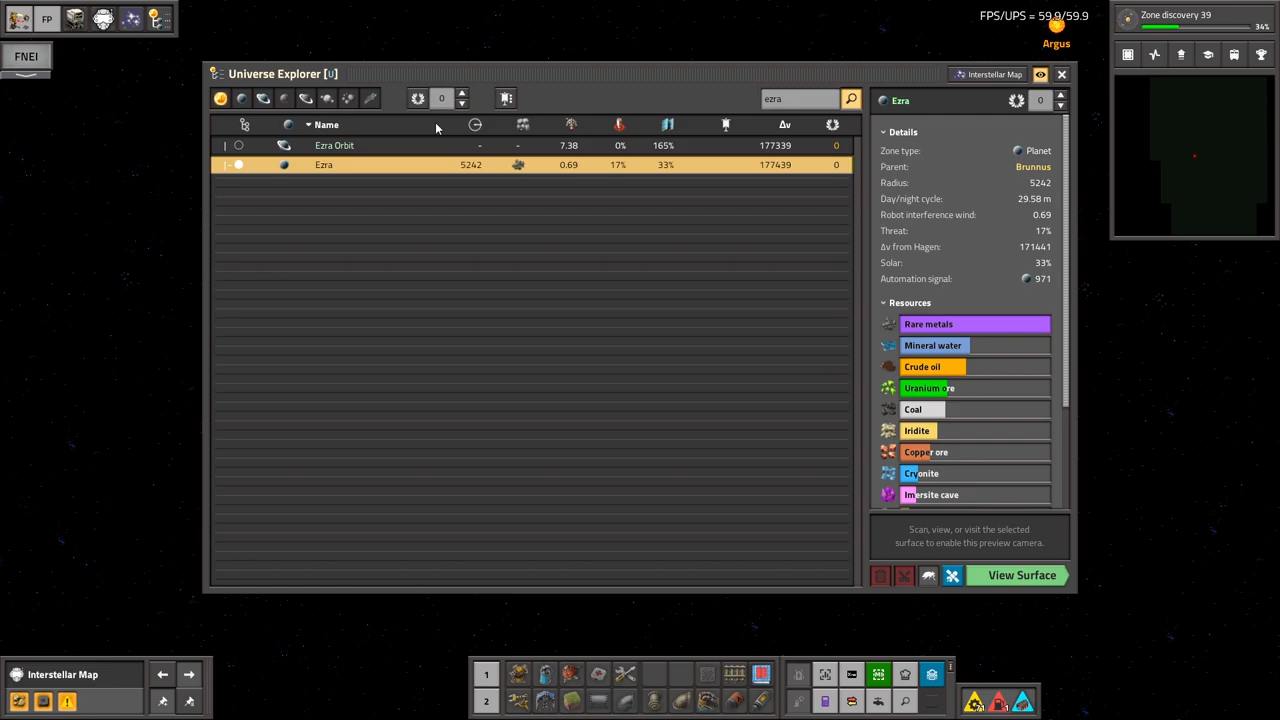 FP
FPS/UPS = 59.9/59.9
Argus
Zone discovery 39
34%
FNEI
Universe Explorer [U]
Interstellar Map
0
ezra
Ezra
0
Name
Δv
Ezra Orbit - - 7.38 0% 165% 177339 0
Ezra 5242 0.69 17% 33% 177439 0
Details
Zone type: Planet
Parent: Brunnus
Radius: 5242
Day/night cycle: 29.58 m
Robot interference wind: 0.69
Threat: 17%
Δv from Hagen: 171441
Solar: 33%
Automation signal: 971
Resources
Rare metals
Mineral water
Crude oil
Uranium ore
Coal
Iridite
Copper ore
Cryonite
Imersite cave
Scan, view, or visit the selected
surface to enable this preview camera.
View Surface
Interstellar Map
1
2